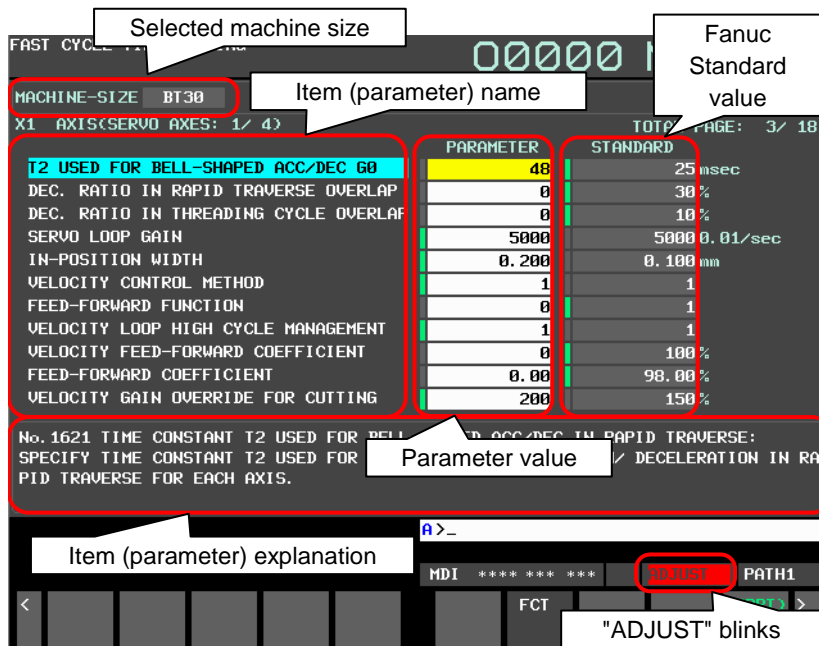 Selected machine size
FAST CYCLE
O0000
Fanuc
Standard
value
MACHINE-SIZE BT30
Item (parameter) name
X1 AXIS(SERVO AXES: 1/ 4)
TOTAL PAGE: 3/ 18
PARAMETER STANDARD
T2 USED FOR BELL-SHAPED ACC/DEC G0 48 25 msec
DEC. RATIO IN RAPID TRAVERSE OVERLAP 0 30 %
DEC. RATIO IN THREADING CYCLE OVERLAP 0 10 %
SERVO LOOP GAIN 5000 5000 0.01/sec
IN-POSITION WIDTH 0.200 0.100 mm
VELOCITY CONTROL METHOD 1 1
FEED-FORWARD FUNCTION 0 1
VELOCITY LOOP HIGH CYCLE MANAGEMENT 1 1
VELOCITY FEED-FORWARD COEFFICIENT 0 100 %
FEED-FORWARD COEFFICIENT 0.00 98.00 %
VELOCITY GAIN OVERRIDE FOR CUTTING 200 150 %
No.1621 TIME CONSTANT T2 USED FOR BELL ACC/DEC IN RAPID TRAVERSE:
SPECIFY TIME CONSTANT T2 USED FOR / DECELERATION IN RA
Parameter value
PID TRAVERSE FOR EACH AXIS.
A>_
Item (parameter) explanation
MDI **** *** *** ADJUST PATH1
< FCT >
"ADJUST" blinks